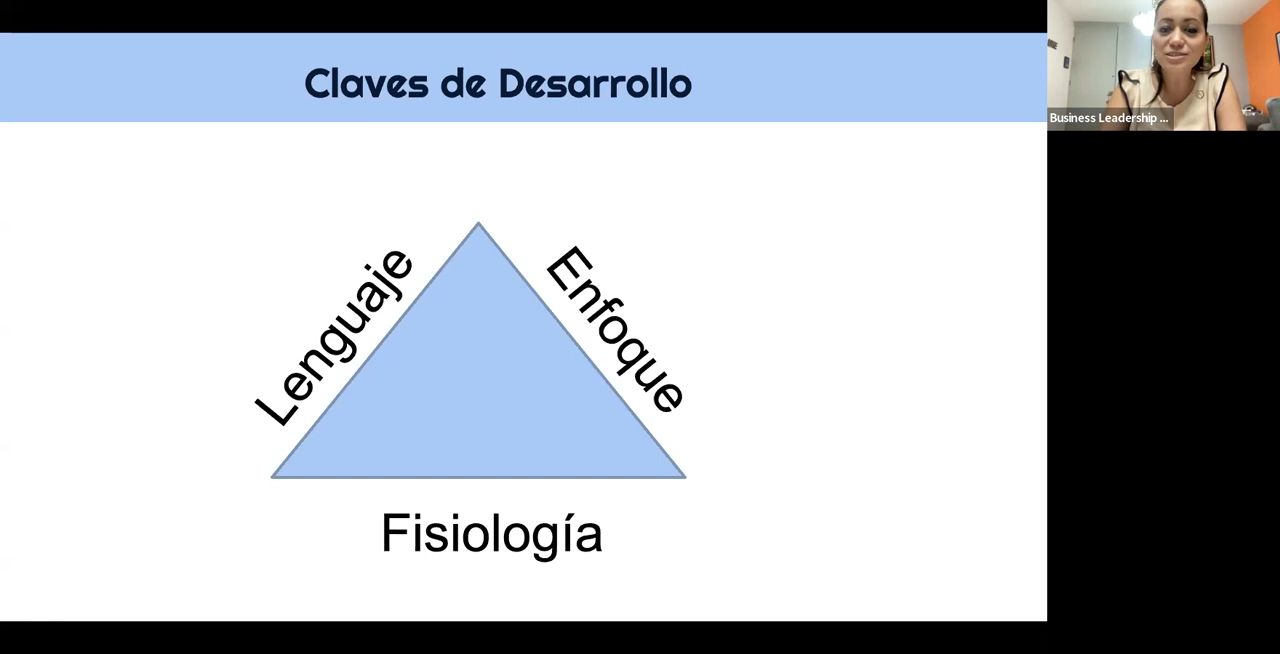 Claves de Desarrollo
Business Leadership ...
Lenguaje
Enfoque
Fisiología